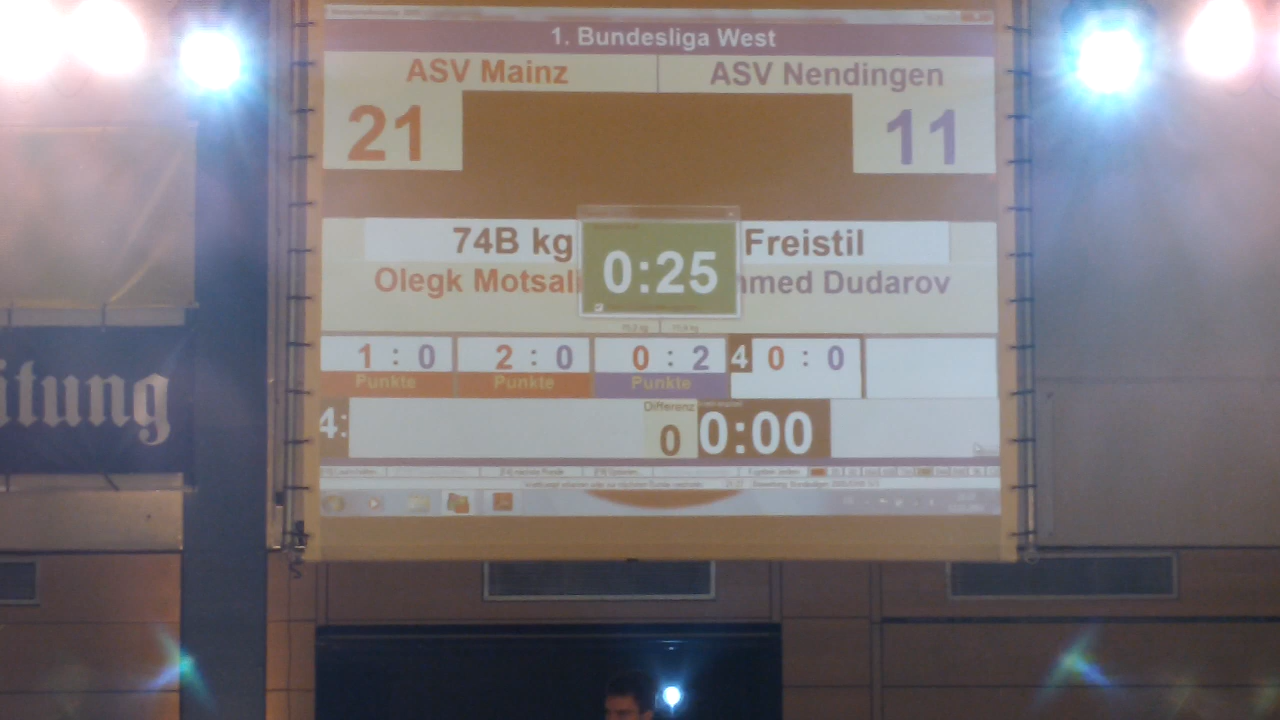 1. Bundesliga West
ASV Mainz ASV Nendingen
21 11
74B kg Freistil
0:25
Olegk Motsali mmed Dudarov
1 : 0 2 : 0 0 : 2 4 0 : 0
Punkte Punkte Punkte
itung
4: Differenz
0 0:00